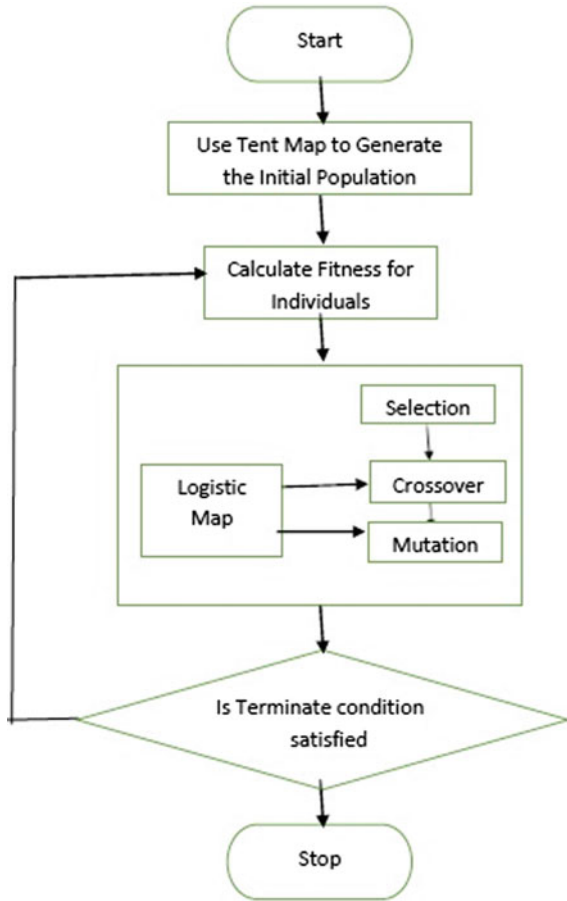 Start
Use Tent Map to Generate
the Initial Population
Calculate Fitness for
Individuals
Selection
Logistic
Map
Crossover
Mutation
Is Terminate condition
satisfied
Stop